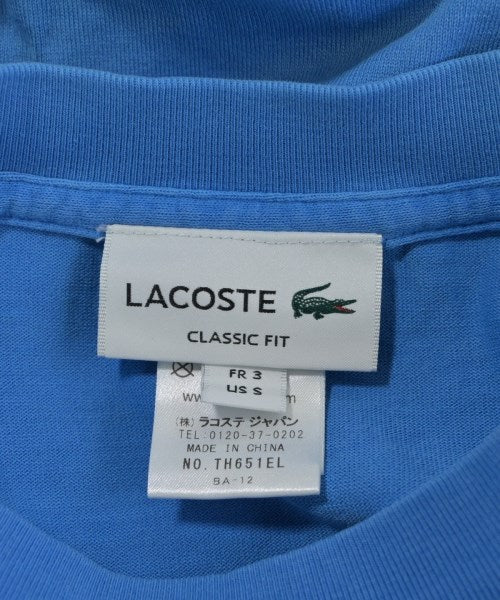 LACOSTE
CLASSIC FIT
FR 3
US S
(株) ラコステ ジャパン
TEL:0120-37-0202
MADE IN CHINA
NO. TH651EL
BA-12